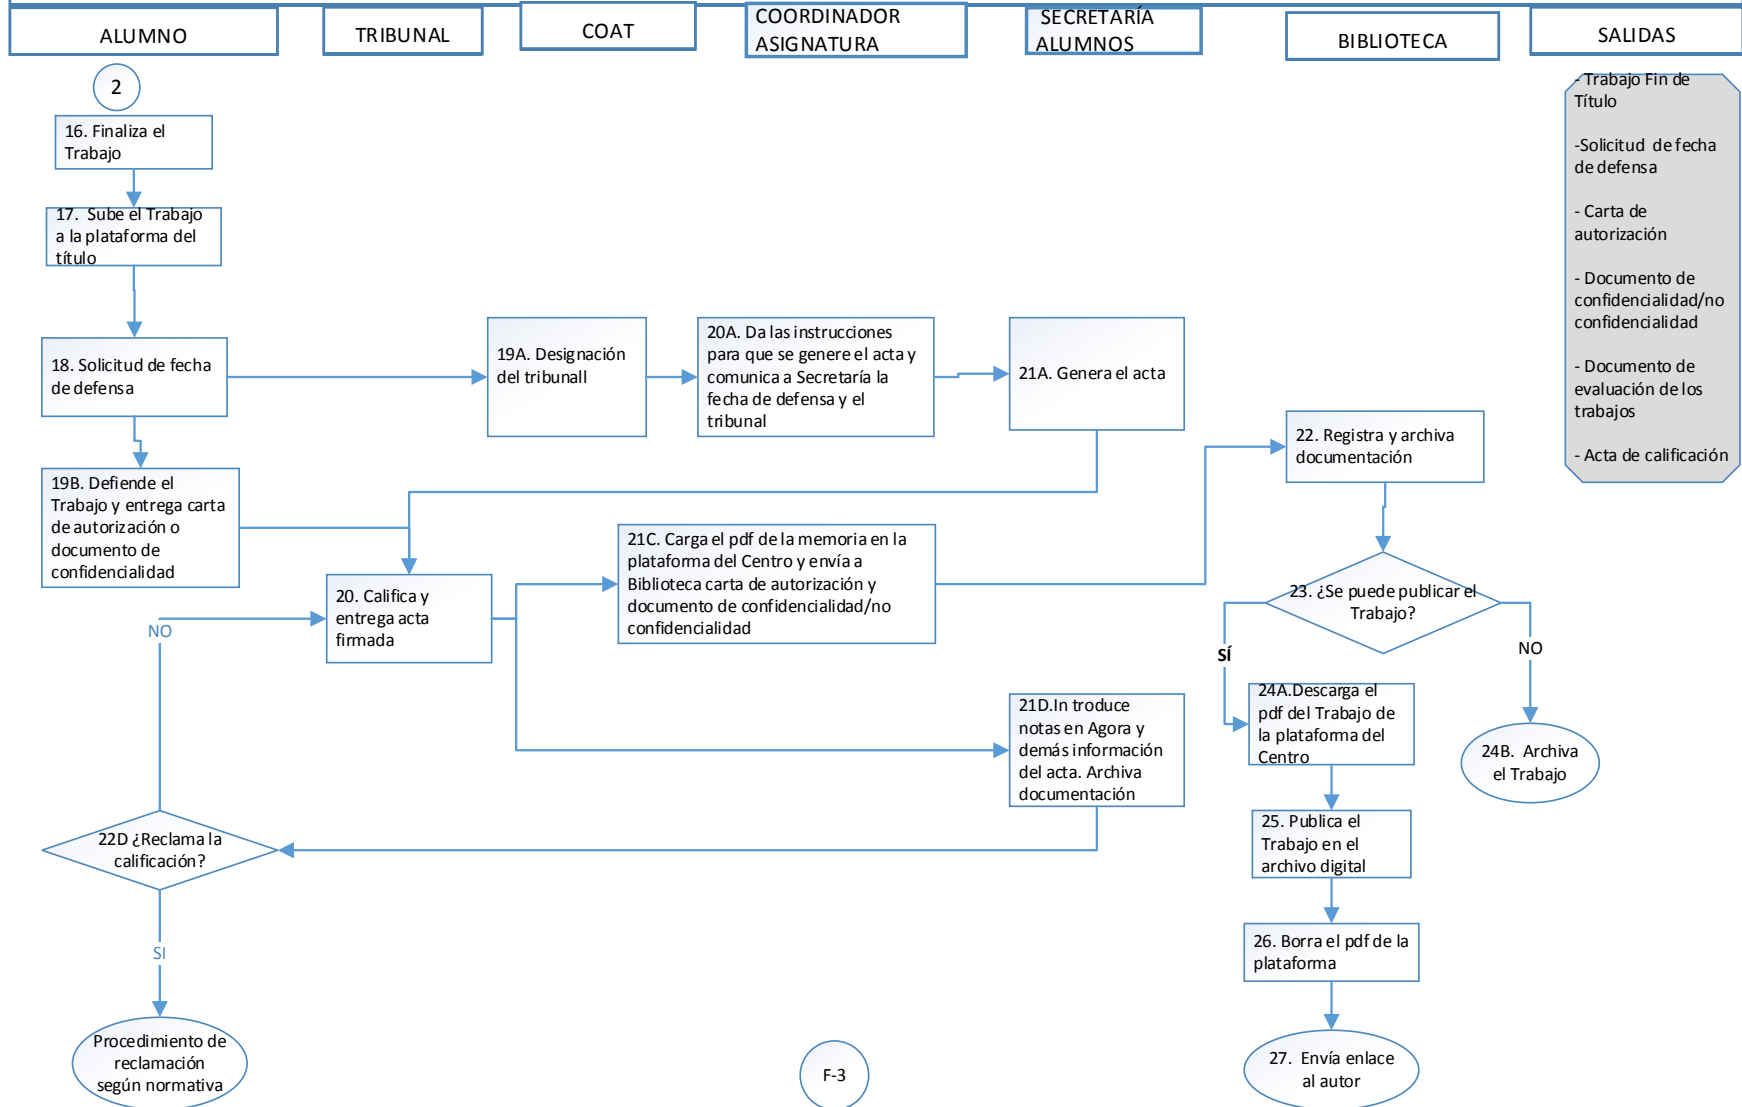 ALUMNO
TRIBUNAL
COAT
COORDINADOR
ASIGNATURA
SECRETARÍA
ALUMNOS
BIBLIOTECA
SALIDAS
2
16. Finaliza el
Trabajo
17. Sube el Trabajo
a la plataforma del
título
18. Solicitud de fecha
de defensa
19A. Designación
del tribunall
20A. Da las instrucciones
para que se genere el acta y
comunica a Secretaría la
fecha de defensa y el
tribunal
21A. Genera el acta
19B. Defiende el
Trabajo y entrega carta
de autorización o
documento de
confidencialidad
20. Califica y
entrega acta
firmada
21C. Carga el pdf de la memoria en la
plataforma del Centro y envía a
Biblioteca carta de autorización y
documento de confidencialidad/no
confidencialidad
21D.In troduce
notas en Agora y
demás información
del acta. Archiva
documentación
NO
22D ¿Reclama la
calificación?
SI
Procedimiento de
reclamación
según normativa
F-3
22. Registra y archiva
documentación
23. ¿Se puede publicar el
Trabajo?
SÍ
NO
24A.Descarga el
pdf del Trabajo de
la plataforma del
Centro
24B. Archiva
el Trabajo
25. Publica el
Trabajo en el
archivo digital
26. Borra el pdf de la
plataforma
27. Envía enlace
al autor
- Trabajo Fin de
Título
-Solicitud de fecha
de defensa
- Carta de
autorización
- Documento de
confidencialidad/no
confidencialidad
- Documento de
evaluación de los
trabajos
- Acta de calificación